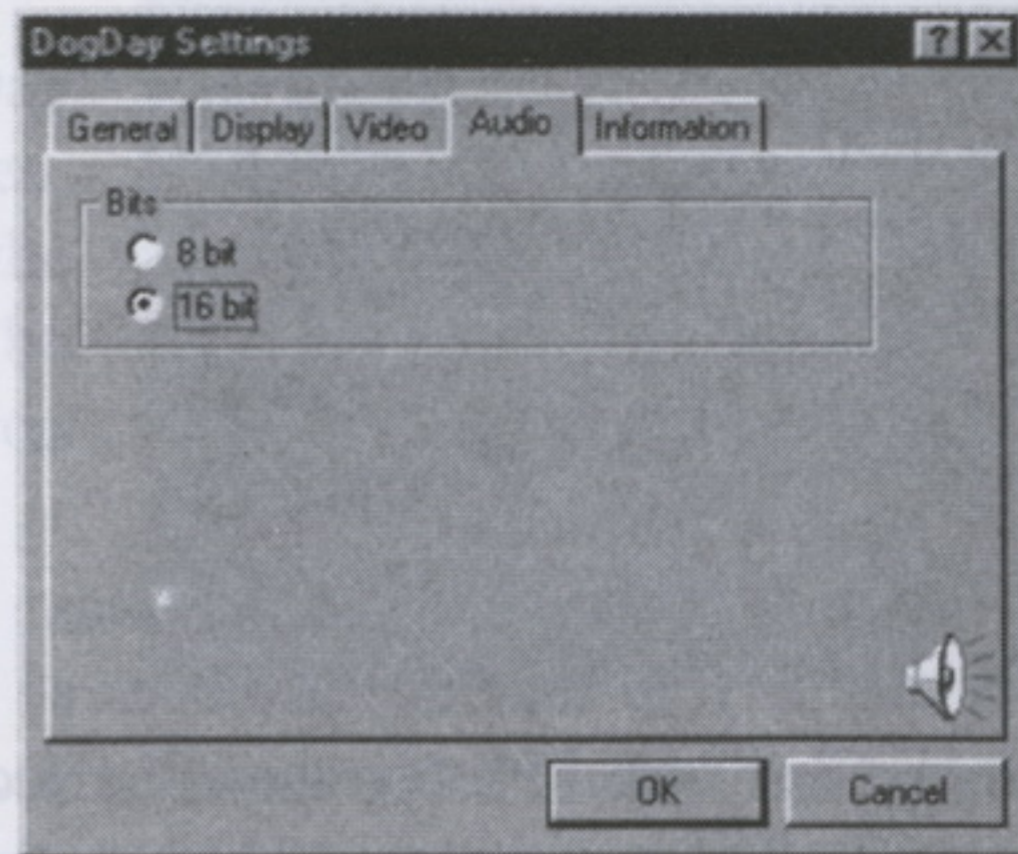 DogDay Settings
General Display Video Audio Information
Bits
8 bit
16 bit
OK Cancel